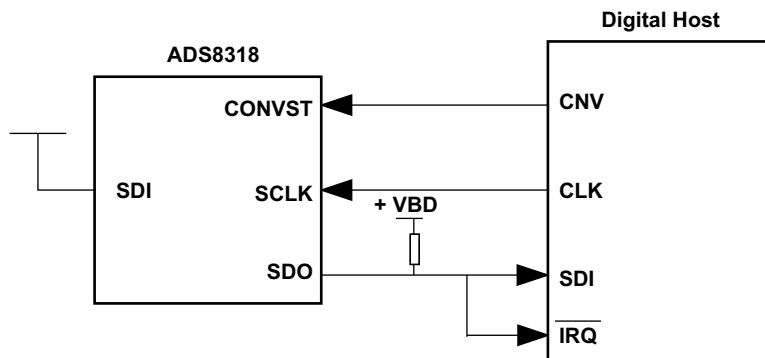 Digital Host
ADS8318
CONVST
CNV
SDI
SCLK
CLK
+ VBD
SDO
SDI
IRQ